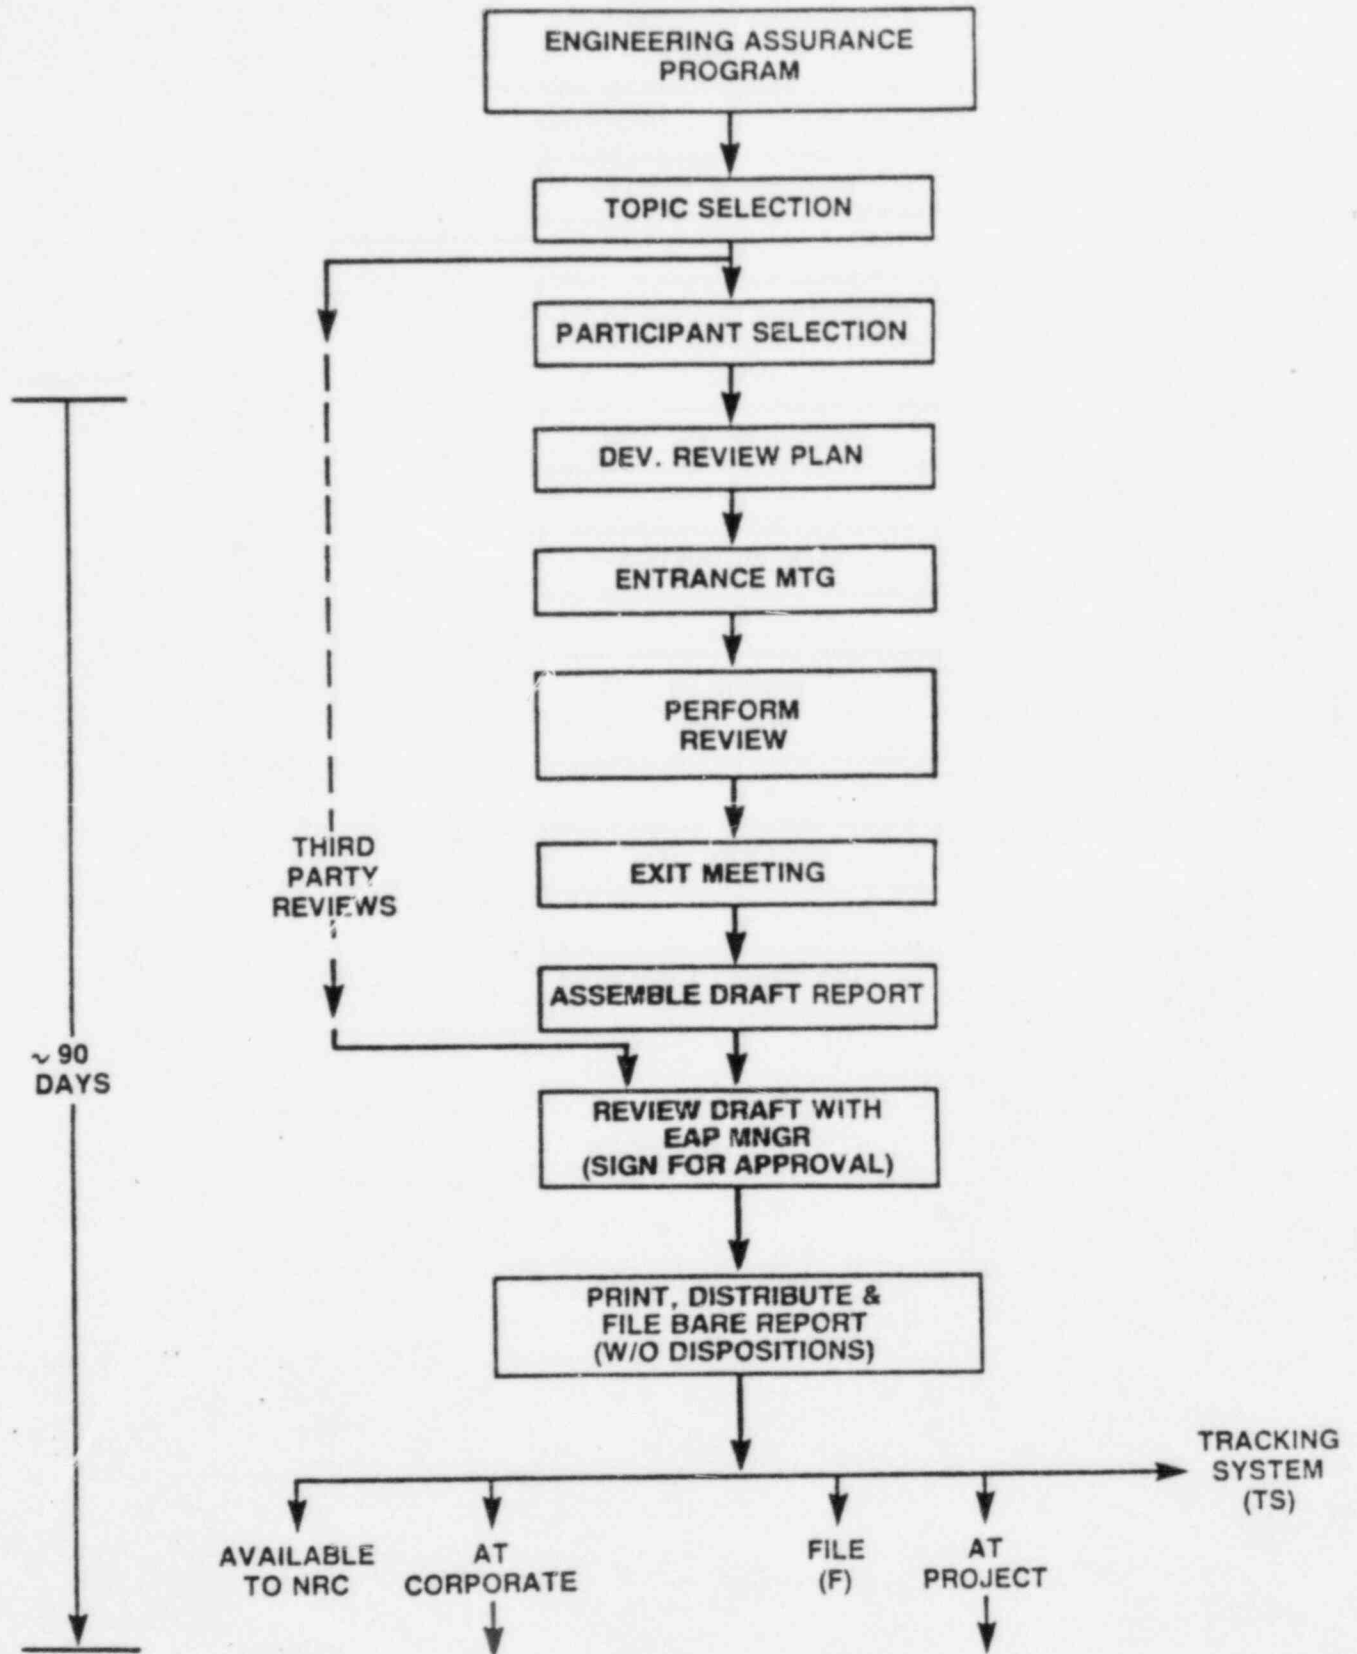 ENGINEERING ASSURANCE
PROGRAM
TOPIC SELECTION
PARTICIPANT SELECTION
DEV. REVIEW PLAN
ENTRANCE MTG
PERFORM
REVIEW
THIRD
PARTY
REVIEWS
EXIT MEETING
ASSEMBLE DRAFT REPORT
~ 90
DAYS
REVIEW DRAFT WITH
EAP MNGR
(SIGN FOR APPROVAL)
PRINT, DISTRIBUTE &
FILE BARE REPORT
(W/O DISPOSITIONS)
TRACKING
SYSTEM
(TS)
AVAILABLE
TO NRC
AT
CORPORATE
FILE
(F)
AT
PROJECT